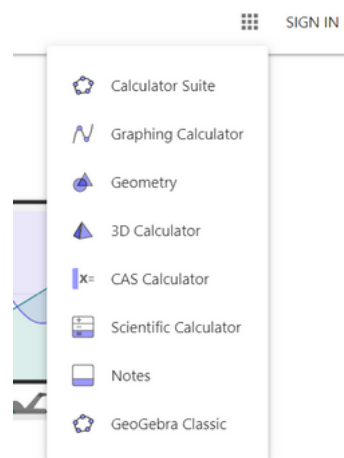 SIGN IN
Calculator Suite
Graphing Calculator
Geometry
3D Calculator
x= CAS Calculator
Scientific Calculator
Notes
GeoGebra Classic